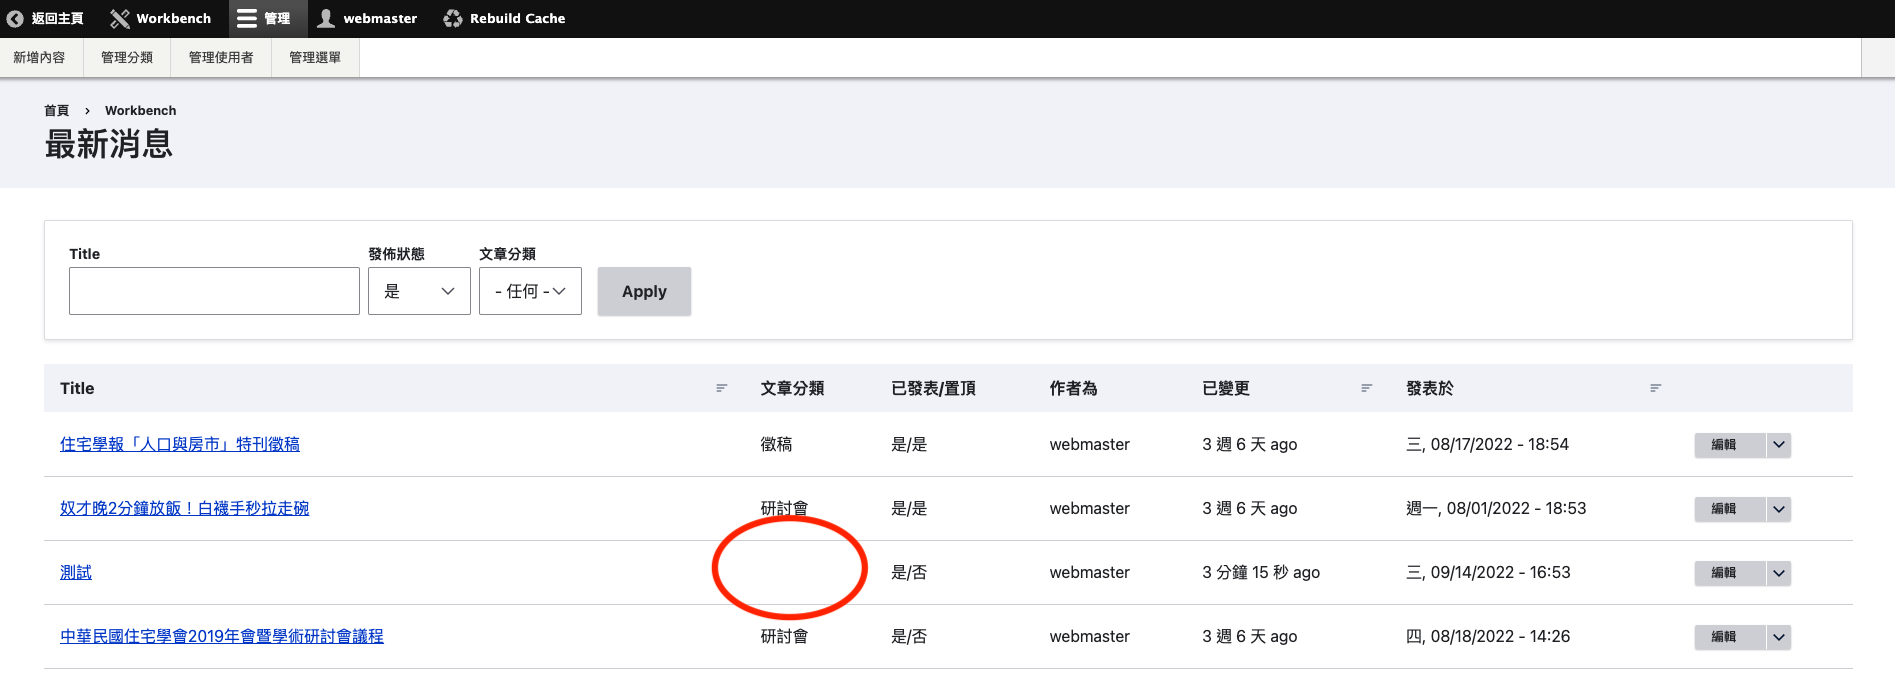 返回主頁 Workbench 管理 webmaster Rebuild Cache
新增內容 管理分類 管理使用者 管理選單
首頁 › Workbench
最新消息
Title 發佈狀態 文章分類
是 - 任何 - Apply
Title 文章分類 已發表/置頂 作者為 已變更 發表於
住宅學報「人口與房市」特刊徵稿 徵稿 是/是 webmaster 3 週 6 天 ago 三, 08/17/2022 - 18:54 編輯
奴才晚2分鐘放飯！白襪手秒拉走碗 研討會 是/是 webmaster 3 週 6 天 ago 週一, 08/01/2022 - 18:53 編輯
測試 是/否 webmaster 3 分鐘 15 秒 ago 三, 09/14/2022 - 16:53 編輯
中華民國住宅學會2019年會暨學術研討會議程 研討會 是/否 webmaster 3 週 6 天 ago 四, 08/18/2022 - 14:26 編輯